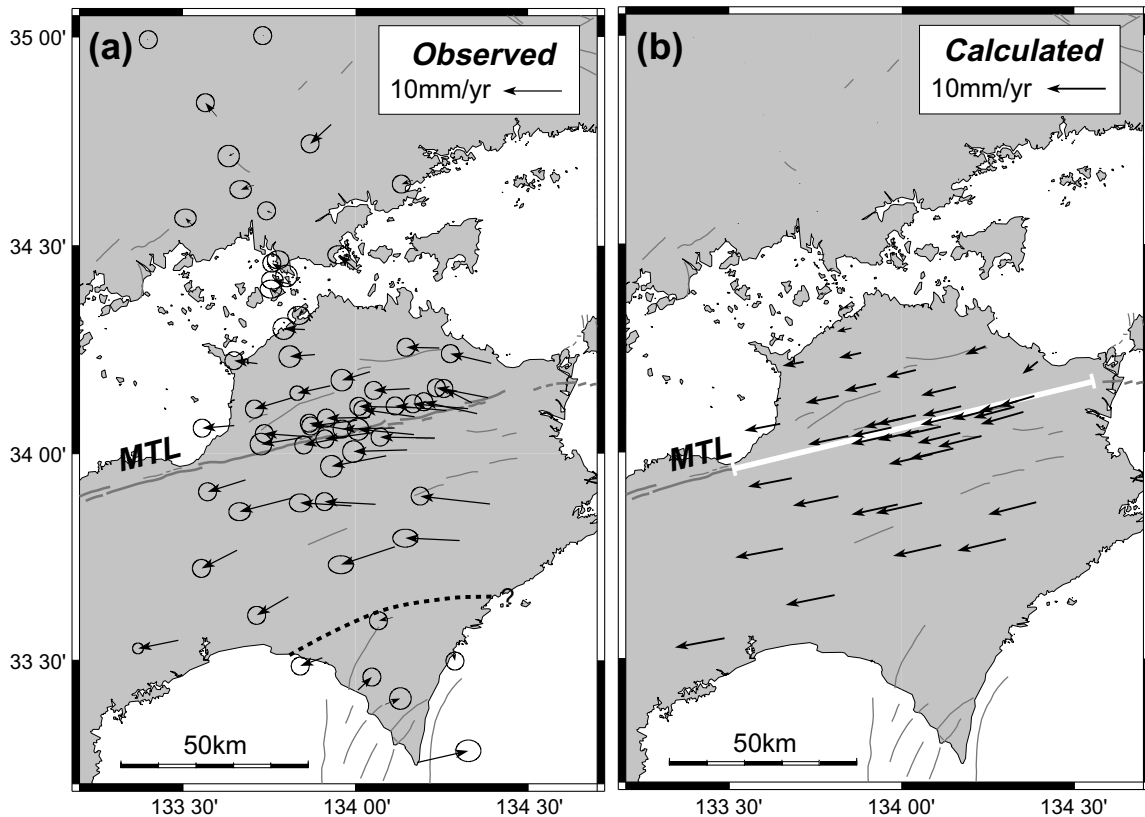 (a)
Observed
10mm/yr
35 00'
34 30'
34 00'
33 30'
MTL
?
50km
133 30'
134 00'
134 30'
(b)
Calculated
10mm/yr
MTL
50km
133 30'
134 00'
134 30'